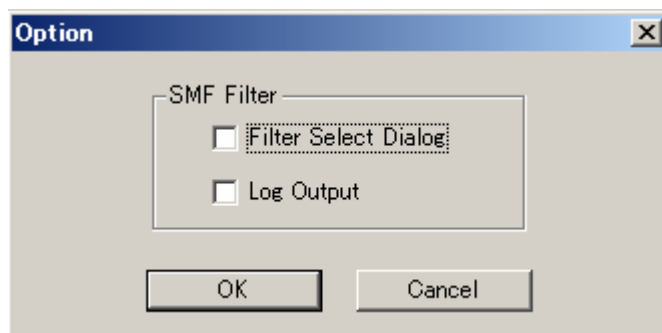 Option
SMF Filter
Filter Select Dialog
Log Output
OK
Cancel